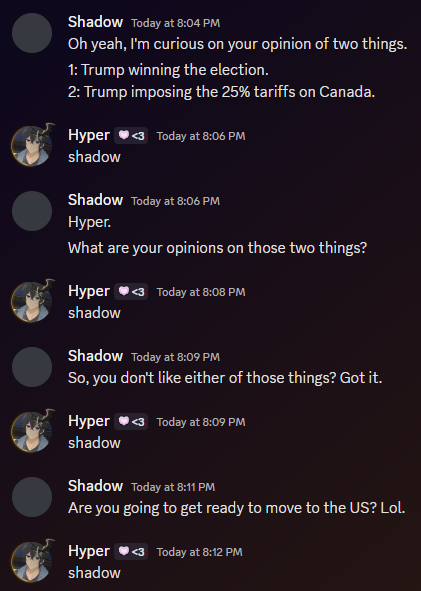 Shadow Today at 8:04 PM
Oh yeah, I'm curious on your opinion of two things.
1: Trump winning the election.
2: Trump imposing the 25% tariffs on Canada.
Hyper <3 Today at 8:06 PM
shadow
Shadow Today at 8:06 PM
Hyper.
What are your opinions on those two things?
Hyper <3 Today at 8:08 PM
shadow
Shadow Today at 8:09 PM
So, you don't like either of those things? Got it.
Hyper <3 Today at 8:09 PM
shadow
Shadow Today at 8:11 PM
Are you going to get ready to move to the US? Lol.
Hyper <3 Today at 8:12 PM
shadow